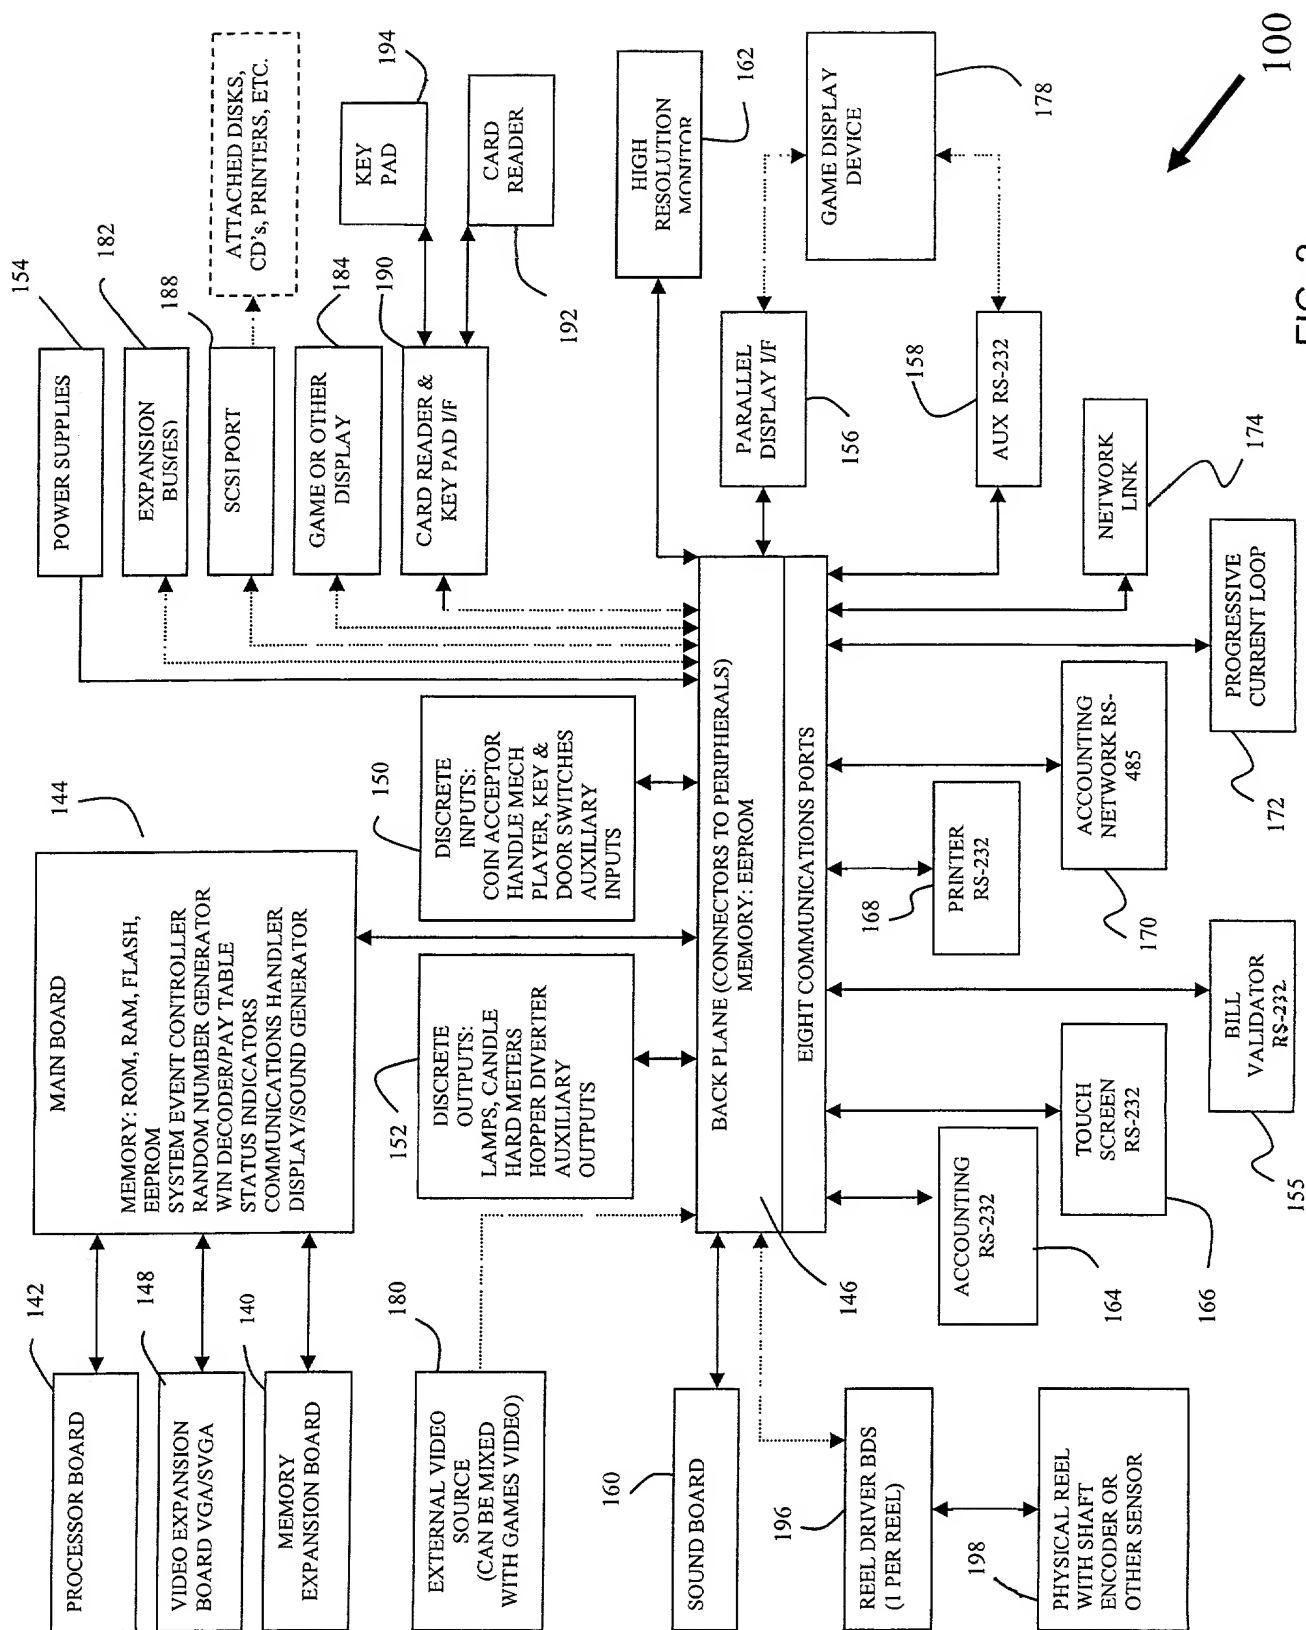 PROCESSOR BOARD
142
VIDEO EXPANSION
BOARD VGA/SVGA
148
MEMORY
EXPANSION BOARD
140
MAIN BOARD
MEMORY: ROM, RAM, FLASH,
EEPROM
SYSTEM EVENT CONTROLLER
RANDOM NUMBER GENERATOR
WIN DECODER/PAY TABLE
STATUS INDICATORS
COMMUNICATIONS HANDLER
DISPLAY/SOUND GENERATOR
144
POWER SUPPLIES
154
EXPANSION
BUS(ES)
182
SCSI PORT
188
ATTACHED DISKS,
CD's, PRINTERS, ETC.
GAME OR OTHER
DISPLAY
184
CARD READER &
KEY PAD I/F
190
KEY
PAD
194
CARD
READER
192
EXTERNAL VIDEO
SOURCE
(CAN BE MIXED
WITH GAMES VIDEO)
180
DISCRETE
OUTPUTS:
LAMPS, CANDLE
HARD METERS
HOPPER DIVERTER
AUXILIARY
OUTPUTS
152
DISCRETE
INPUTS:
COIN ACCEPTOR
HANDLE MECH
PLAYER, KEY &
DOOR SWITCHES
AUXILIARY
INPUTS
150
SOUND BOARD
160
BACK PLANE (CONNECTORS TO PERIPHERALS)
MEMORY: EEPROM
EIGHT COMMUNICATIONS PORTS
146
HIGH
RESOLUTION
MONITOR
162
PARALLEL
DISPLAY I/F
156
GAME DISPLAY
DEVICE
178
AUX RS-232
158
REEL DRIVER BDS
(1 PER REEL)
196
PHYSICAL REEL
WITH SHAFT
ENCODER OR
OTHER SENSOR
198
ACCOUNTING
RS-232
164
TOUCH
SCREEN
RS-232
166
BILL
VALIDATOR
RS-232
155
PRINTER
RS-232
168
ACCOUNTING
NETWORK RS-
485
170
PROGRESSIVE
CURRENT LOOP
172
NETWORK
LINK
174
100